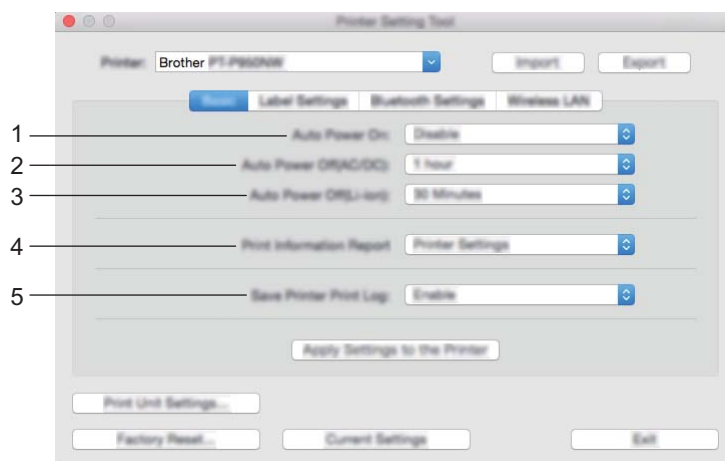 Printer Setting Tool
Printer: Brother PT-P950NW Import Export
Basic Label Settings Bluetooth Settings Wireless LAN
1 Auto Power On: Disable
2 Auto Power Off(AC/DC): 1 hour
3 Auto Power Off(Li-ion): 30 Minutes
4 Print Information Report Printer Settings
5 Save Printer Print Log: Enable
Apply Settings to the Printer
Print Unit Settings...
Factory Reset... Current Settings Exit